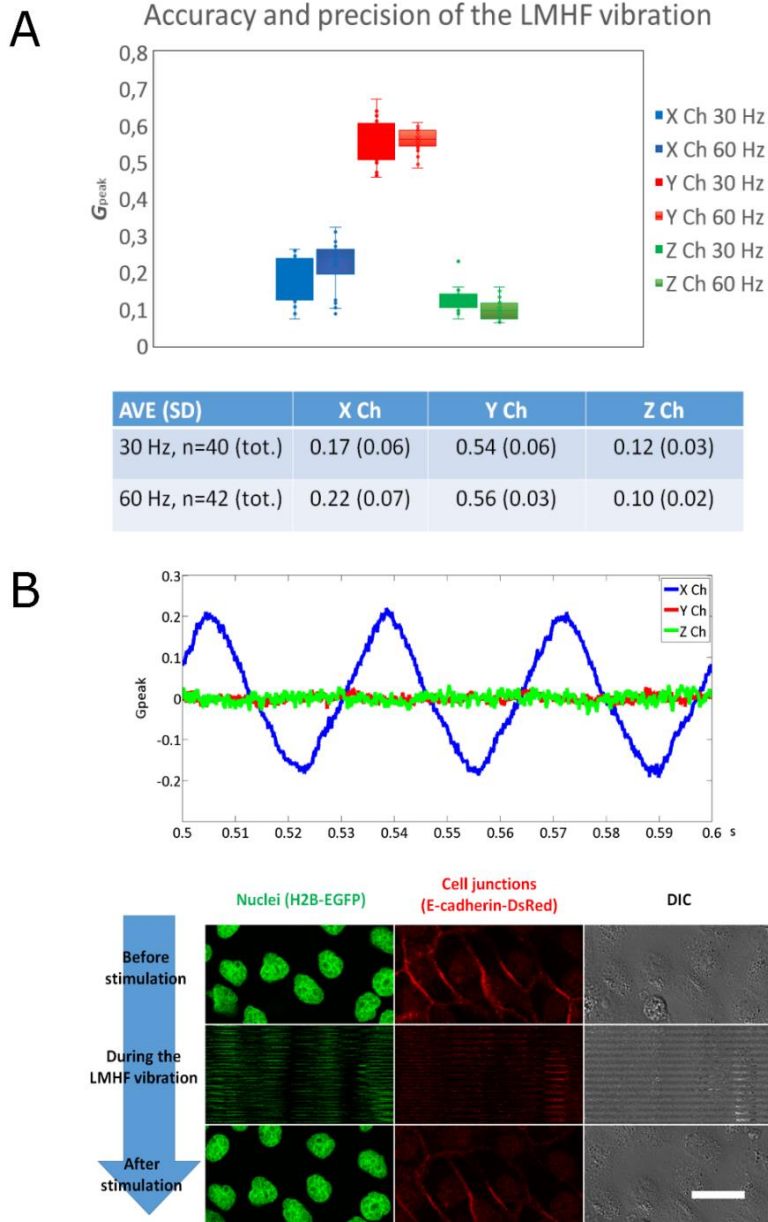 A
Accuracy and precision of the LMHF vibration
0,8
0,7
0,6
0,5
0,4
0,3
0,2
0,1
0
Gpeak
X Ch 30 Hz
X Ch 60 Hz
Y Ch 30 Hz
Y Ch 60 Hz
Z Ch 30 Hz
Z Ch 60 Hz
AVE (SD) X Ch Y Ch Z Ch
30 Hz, n=40 (tot.) 0.17 (0.06) 0.54 (0.06) 0.12 (0.03)
60 Hz, n=42 (tot.) 0.22 (0.07) 0.56 (0.03) 0.10 (0.02)
B
0.3
0.2
0.1
0
-0.1
-0.2
Gpeak
X Ch
Y Ch
Z Ch
0.5 0.51 0.52 0.53 0.54 0.55 0.56 0.57 0.58 0.59 0.6 s
Nuclei (H2B-EGFP)
Cell junctions
(E-cadherin-DsRed)
DIC
Before
stimulation
During the
LMHF vibration
After
stimulation